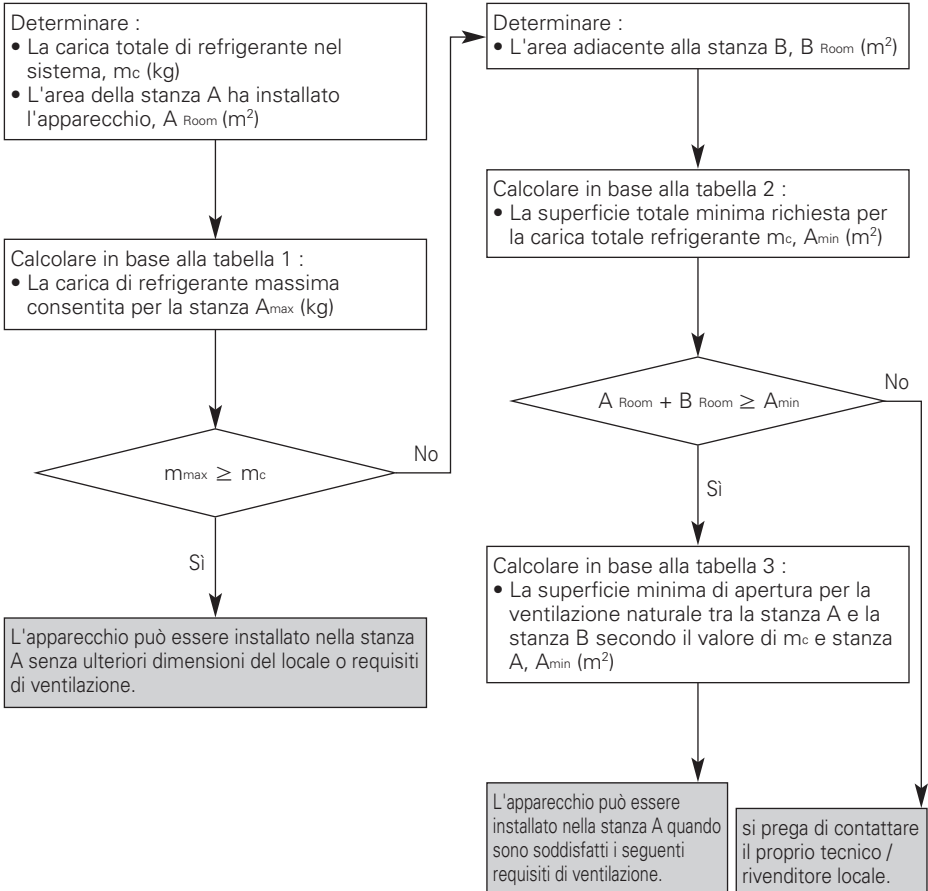 Determinare :
• La carica totale di refrigerante nel
sistema, mc (kg)
• L'area della stanza A ha installato
l'apparecchio, A Room (m²)
Calcolare in base alla tabella 1 :
• La carica di refrigerante massima
consentita per la stanza Amax (kg)
mmax ≥ mc
No
Sì
L'apparecchio può essere installato nella stanza
A senza ulteriori dimensioni del locale o requisiti
di ventilazione.
Determinare :
• L'area adiacente alla stanza B, B Room (m²)
Calcolare in base alla tabella 2 :
• La superficie totale minima richiesta per
la carica totale refrigerante mc, Amin (m²)
A Room + B Room ≥ Amin
No
Sì
Calcolare in base alla tabella 3 :
• La superficie minima di apertura per la
ventilazione naturale tra la stanza A e la
stanza B secondo il valore di mc e stanza
A, Amin (m²)
L'apparecchio può essere
installato nella stanza A quando
sono soddisfatti i seguenti
requisiti di ventilazione.
si prega di contattare
il proprio tecnico /
rivenditore locale.